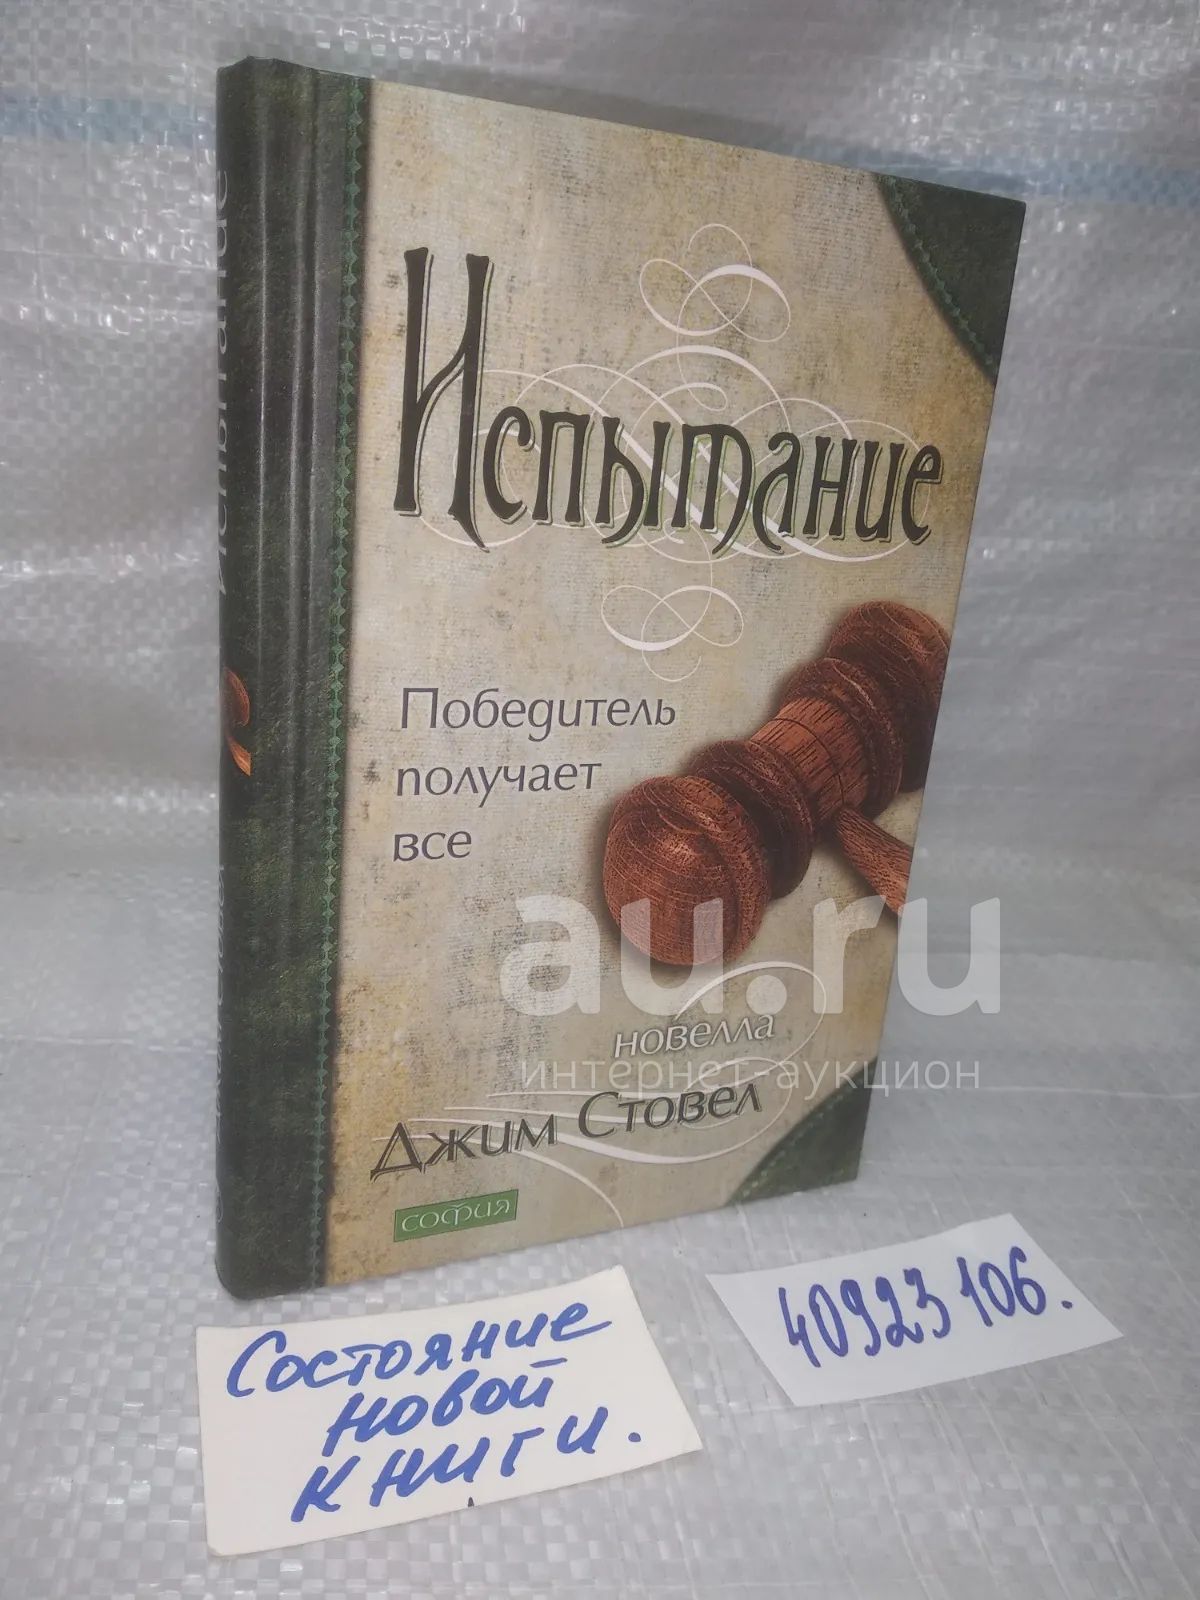 Испытание
Испытание
Победитель
получает
все
au.ru
новелла
интернет-аукцион
Джим Стовел
софия
Состояние
новой
книги.
40923106.